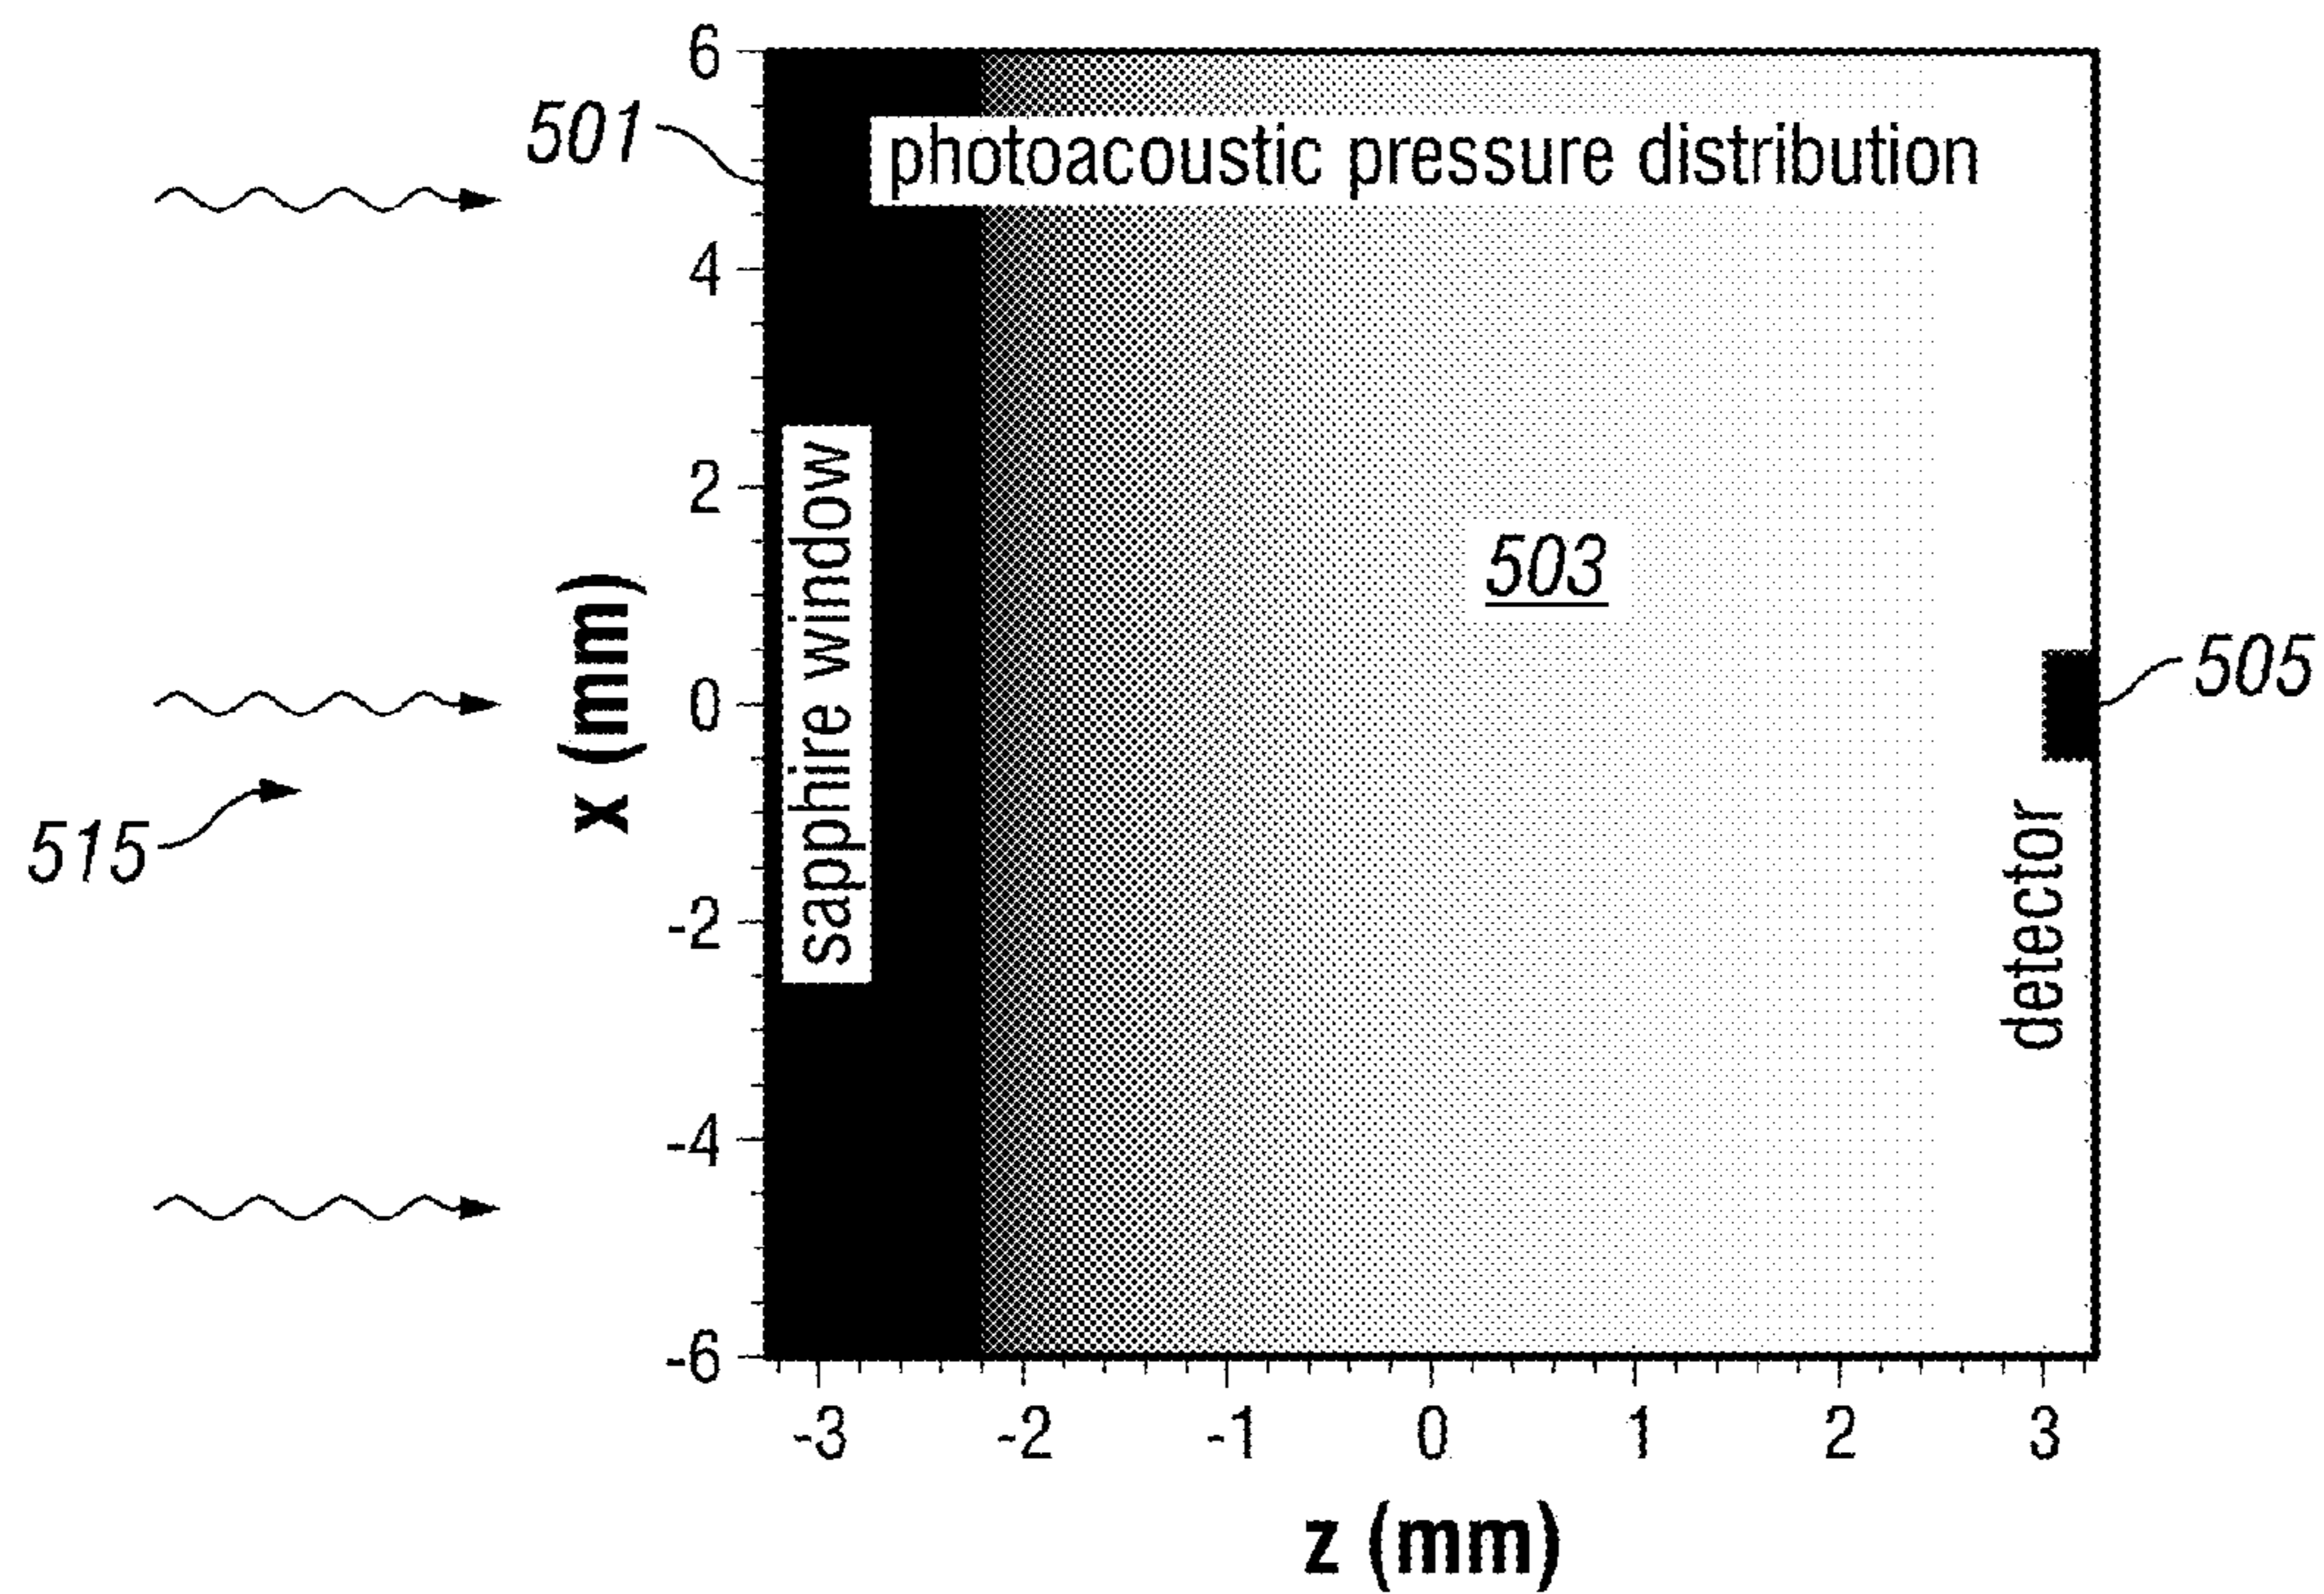 6
501
photoacoustic pressure distribution
4
2
sapphire window
503
x (mm)
0
505
515
-2
detector
-4
-6
-3 -2 -1 0 1 2 3
z (mm)